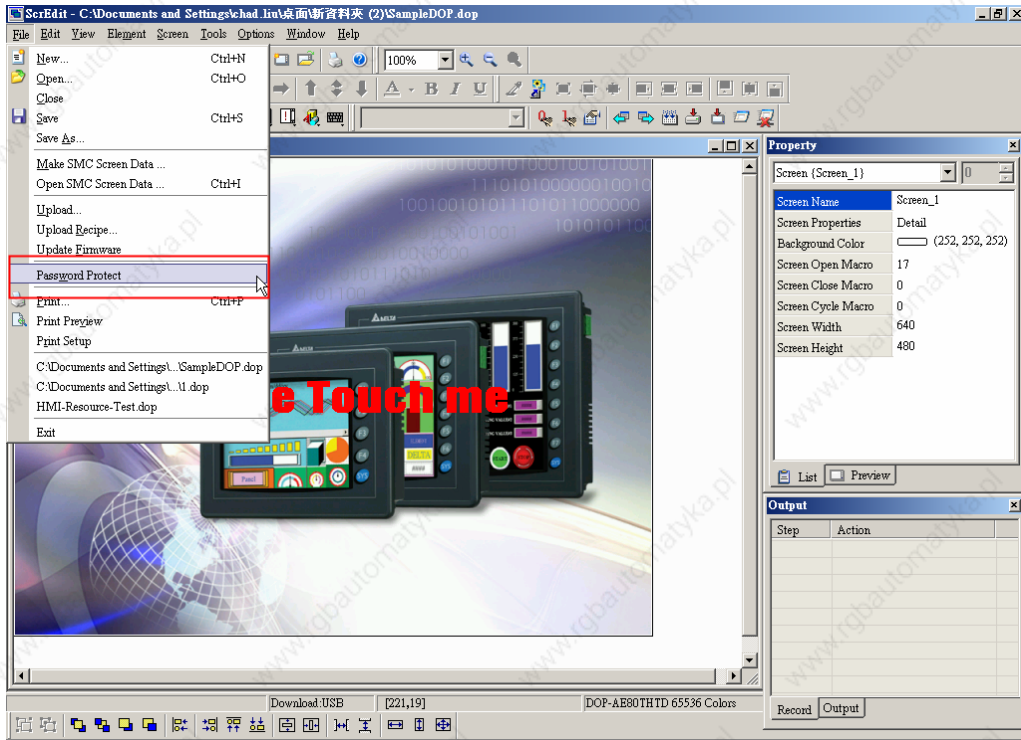 ScrEdit - C:\Documents and Settings\chad.liu\桌面\新資料夾 (2)\SampleDOP.dop
File Edit View Element Screen Tools Options Window Help
New... Ctrl+N
Open... Ctrl+O
Close
Save Ctrl+S
Save As...
Make SMC Screen Data ...
Open SMC Screen Data ... Ctrl+I
Upload...
Upload Recipe...
Update Firmware
Password Protect
Print... Ctrl+P
Print Preview
Print Setup
C:\Documents and Settings\...\SampleDOP.dop
C:\Documents and Settings\...\1.dop
HMI-Resource-Test.dop
Exit
100%
A B I U
e Touch me
DELTA
Property
Screen {Screen_1} 0
Screen Name Screen_1
Screen Properties Detail
Background Color (252, 252, 252)
Screen Open Macro 17
Screen Close Macro 0
Screen Cycle Macro 0
Screen Width 640
Screen Height 480
List Preview
Output
Step Action
Record Output
Download:USB [221,19] DOP-AE80THTD 65536 Colors
www.rgbautomatyka.pl